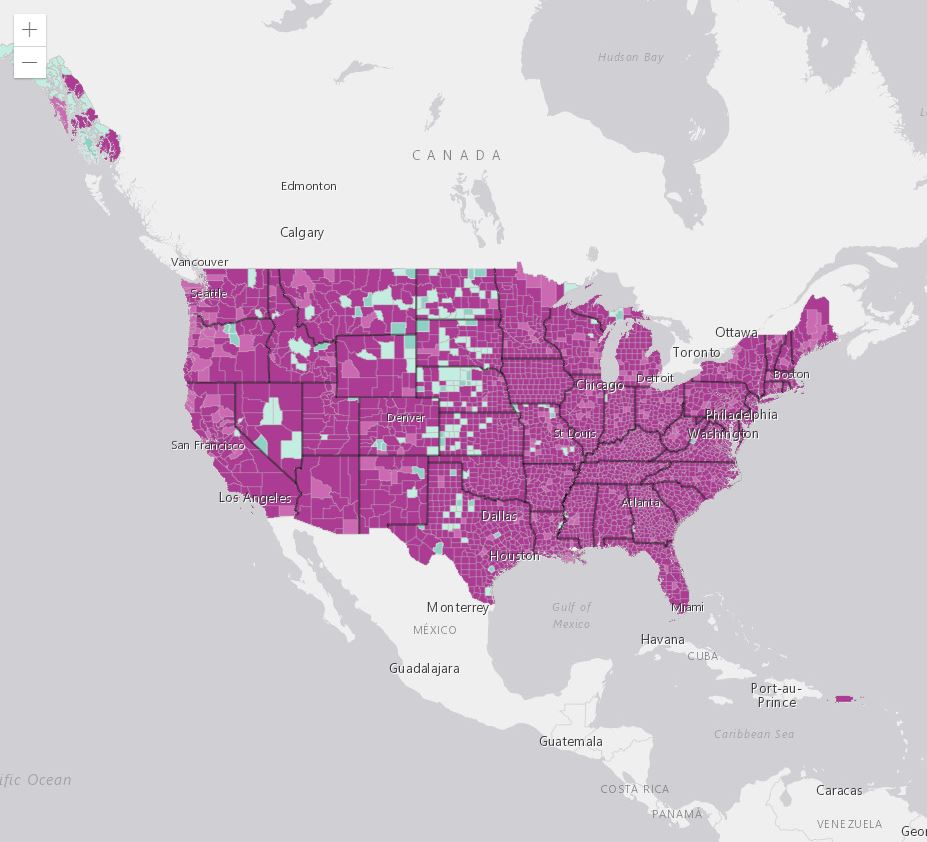 +
−
Hudson Bay
CANADA
Edmonton
Calgary
Vancouver
Seattle
Ottawa
Toronto
Boston
Chicago
Detroit
Denver
Philadelphia
St Louis
Washington
San Francisco
Los Angeles
Atlanta
Dallas
Houston
Monterrey
Gulf of
Mexico
Miami
MÉXICO
Havana
CUBA
Guadalajara
Port-au-
Prince
Caribbean Sea
Guatemala
ific Ocean
COSTA RICA
Caracas
PANAMÁ
VENEZUELA
Geor